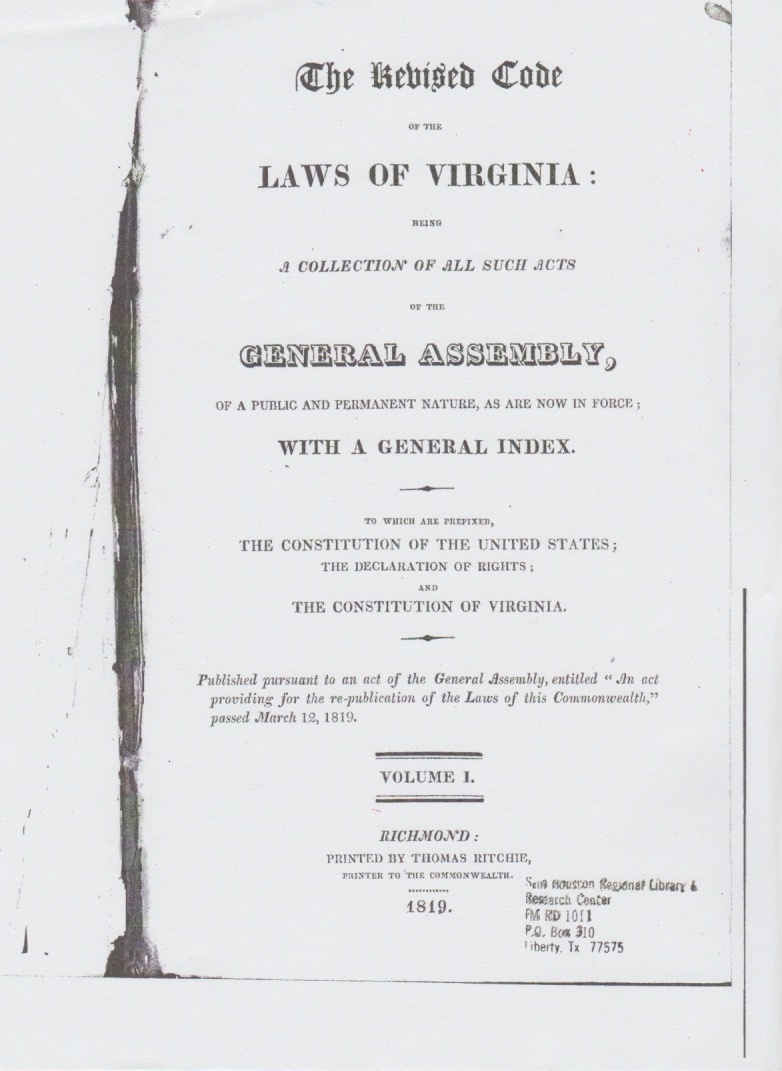 The Revised Code
OF THE
LAWS OF VIRGINIA :
BEING
A COLLECTION OF ALL SUCH ACTS
OF THE
GENERAL ASSEMBLY,
OF A PUBLIC AND PERMANENT NATURE, AS ARE NOW IN FORCE ;
WITH A GENERAL INDEX.
TO WHICH ARE PREFIXED,
THE CONSTITUTION OF THE UNITED STATES ;
THE DECLARATION OF RIGHTS ;
AND
THE CONSTITUTION OF VIRGINIA.
Published pursuant to an act of the General Assembly, entitled “ An act
providing for the re-publication of the Laws of this Commonwealth,”
passed March 12, 1819.
VOLUME I.
RICHMOND :
PRINTED BY THOMAS RITCHIE,
PRINTER TO THE COMMONWEALTH.
1819.
Sam Houston Regional Library &
Research Center
FM RD 1011
P.O. Box 310
Liberty, Tx 77575